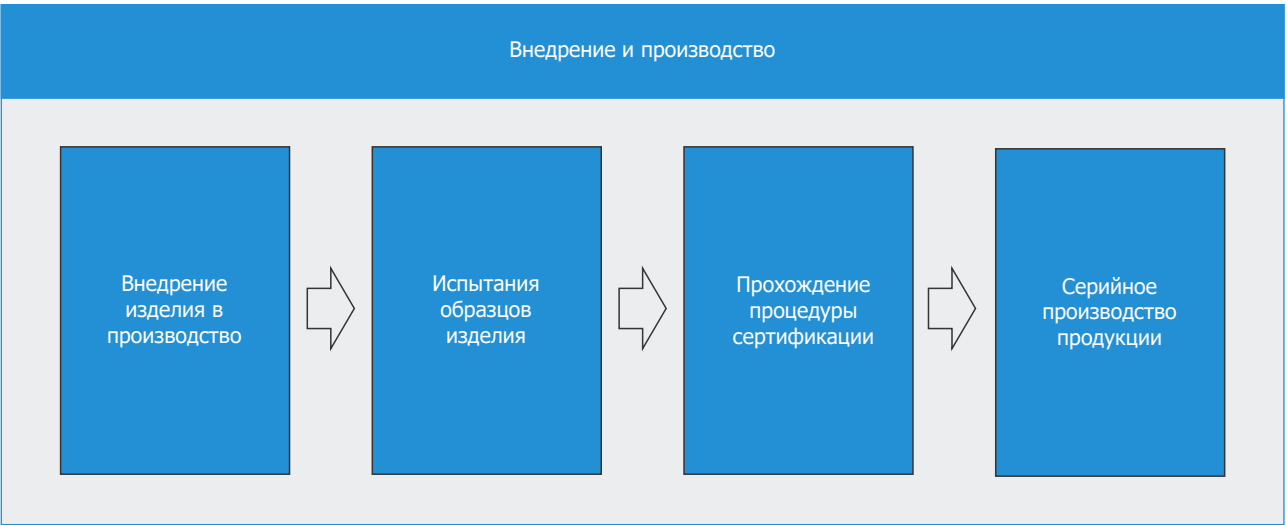 Внедрение и производство
Внедрение
изделия в
производство
Испытания
образцов
изделия
Прохождение
процедуры
сертификации
Серийное
производство
продукции